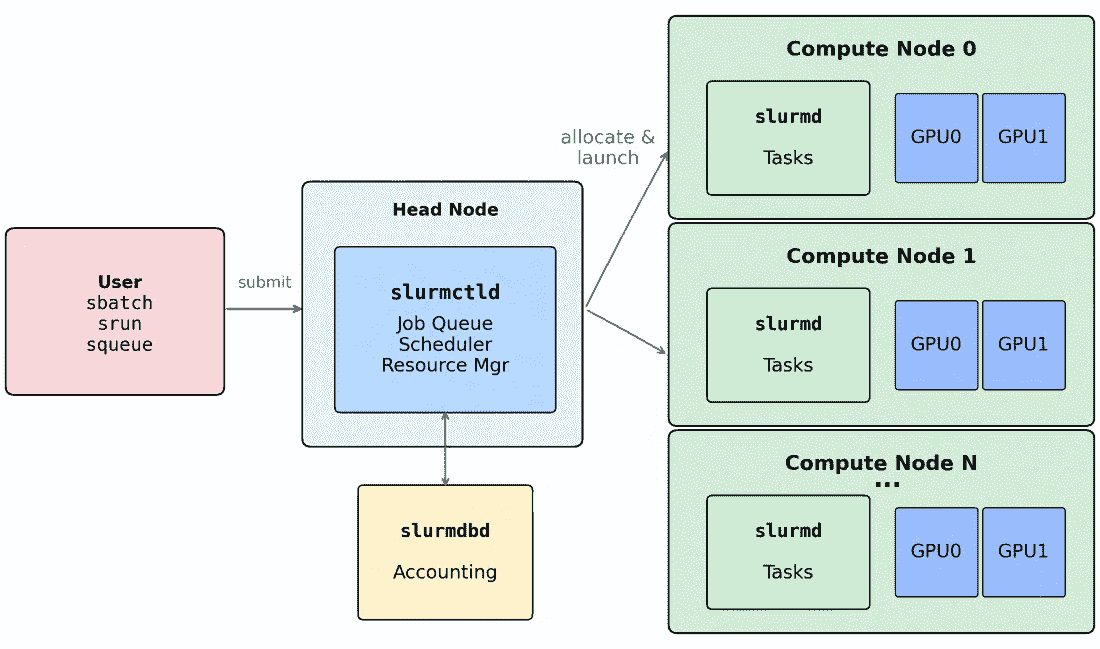 User
sbatch
srun
squeue
submit
Head Node
slurmctld
Job Queue
Scheduler
Resource Mgr
slurmdbd
Accounting
allocate &
launch
Compute Node 0
slurmd
Tasks
GPU0
GPU1
Compute Node 1
slurmd
Tasks
GPU0
GPU1
Compute Node N
...
slurmd
Tasks
GPU0
GPU1